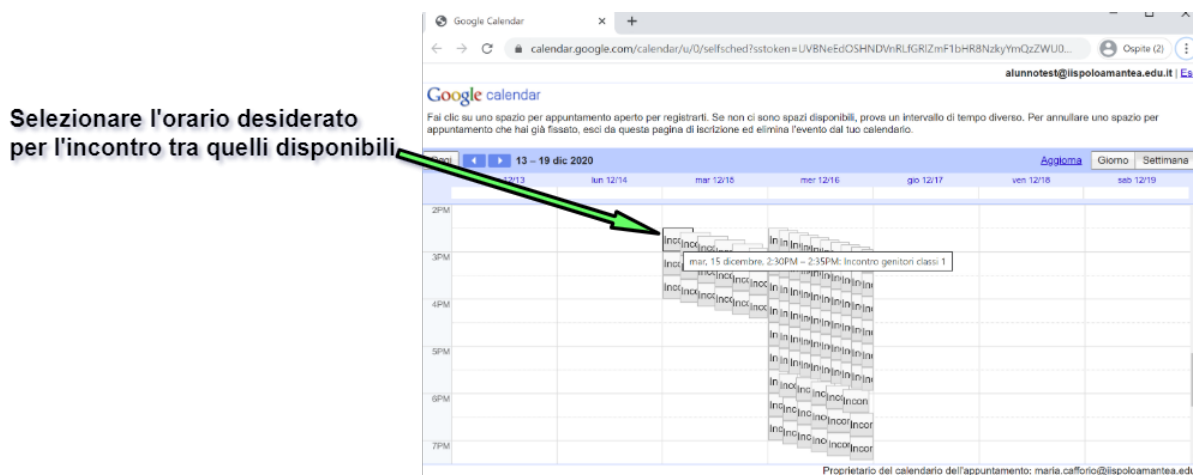 Google Calendar
calendar.google.com/calendar/u/0/selfsched?sstoken=
Ospite (2)
alunnotest@iispoloamantea.edu.it |
Google calendar
Fai clic su uno spazio per appuntamento aperto per registrarti. Se non ci sono spazi disponibili, prova un intervallo di tempo diverso. Per annullare uno spazio per
appuntamento che hai già fissato, esci da questa pagina di iscrizione ed elimina l'evento dal tuo calendario.
Selezionare l'orario desiderato
per l'incontro tra quelli disponibili
13 – 19 dic 2020 Aggiorna Giorno Settimana
12/13 lun 12/14 mar 12/15 mer 12/16 gio 12/17 ven 12/18 sab 12/19
2PM
3PM
mar, 15 dicembre, 2:30PM – 2:35PM: Incontro genitori classi 1
4PM
5PM
6PM
7PM
Proprietario del calendario dell'appuntamento: maria.cafforio@iispoloamantea.edu